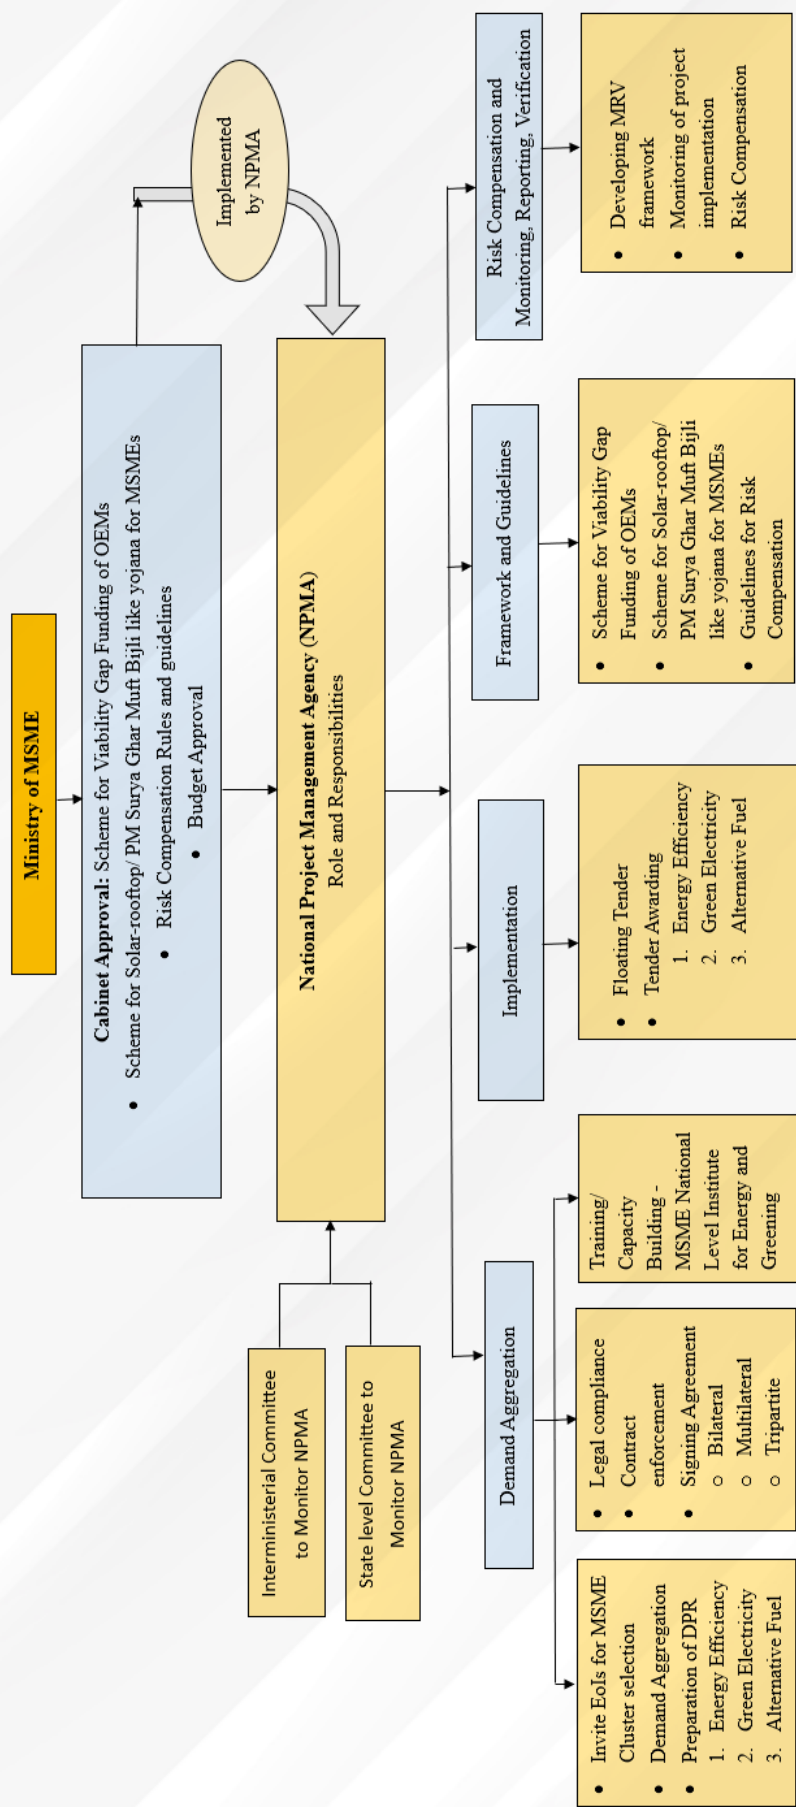 Ministry of MSME
Cabinet Approval: Scheme for Viability Gap Funding of OEMs
• Scheme for Solar-rooftop/ PM Surya Ghar Muft Bijli like yojana for MSMEs
• Risk Compensation Rules and guidelines
• Budget Approval
Implemented
by NPMA
National Project Management Agency (NPMA)
Role and Responsibilities
Interministerial Committee
to Monitor NPMA
State level Committee to
Monitor NPMA
Demand Aggregation
Implementation
Framework and Guidelines
Risk Compensation and
Monitoring, Reporting, Verification
• Invite EoIs for MSME
Cluster selection
• Demand Aggregation
• Preparation of DPR
1. Energy Efficiency
2. Green Electricity
3. Alternative Fuel
• Legal compliance
• Contract
enforcement
• Signing Agreement
○ Bilateral
○ Multilateral
○ Tripartite
Training/
Capacity
Building -
MSME National
Level Institute
for Energy and
Greening
• Floating Tender
• Tender Awarding
1. Energy Efficiency
2. Green Electricity
3. Alternative Fuel
• Scheme for Viability Gap
Funding of OEMs
• Scheme for Solar-rooftop/
PM Surya Ghar Muft Bijli
like yojana for MSMEs
• Guidelines for Risk
Compensation
• Developing MRV
framework
• Monitoring of project
implementation
• Risk Compensation